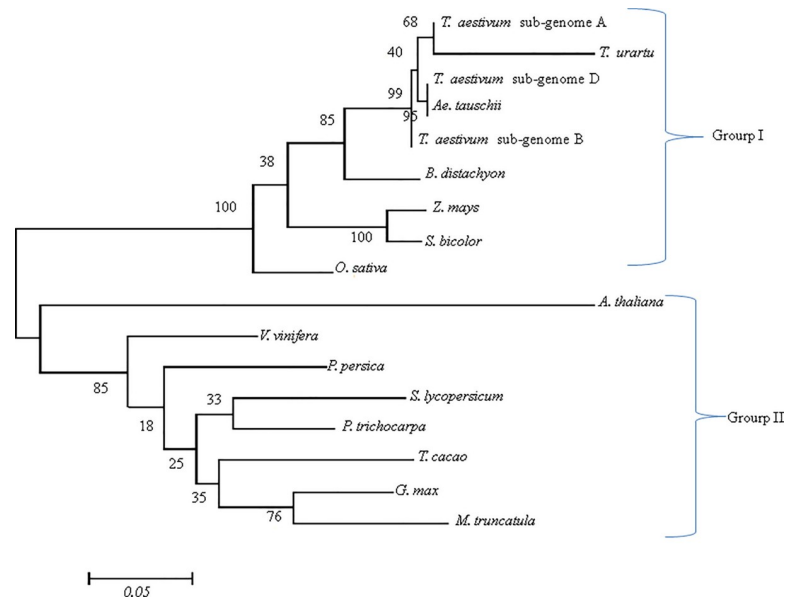 68
T. aestivum sub-genome A
40
T. urartu
T. aestivum sub-genome D
99
Ae. tauschii
95
85
Grourp I
T. aestivum sub-genome B
38
B. distachyon
100
Z. mays
100
S. bicolor
O. sativa
A. thaliana
V. vinifera
P. persica
85
33
S. lycopersicum
Grourp II
18
P. trichocarpa
25
T. cacao
35
G. max
76
M. truncatula
0.05